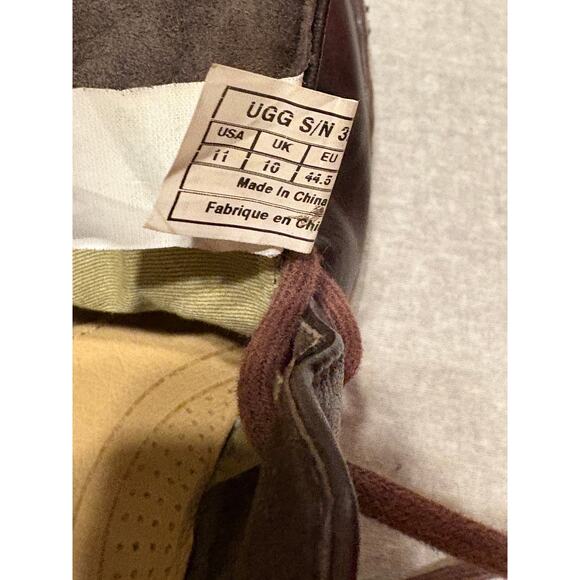 UGG S/N 3
USA UK EU
11 10 44.5
Made In China
Fabrique en Chi